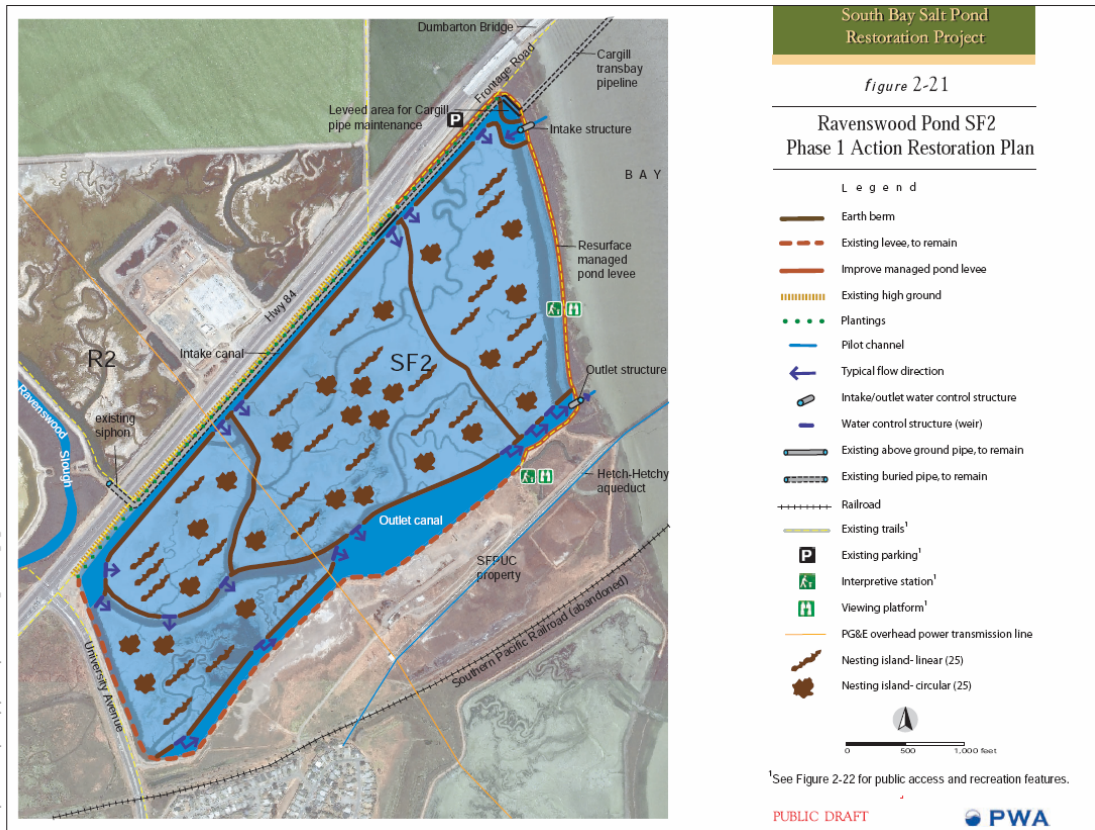 Dumbarton Bridge
Frontage Road
Cargill
transbay
pipeline
Leveed area for Cargill
pipe maintenance
P
Intake structure
B A Y
Resurface
managed
pond levee
Hwy 84
Intake canal
R2
SF2
Outlet structure
Ravenswood
Slough
existing
siphon
Hetch-Hetchy
aqueduct
Outlet canal
SFPUC
property
Southern Pacific Railroad (abandoned)
University Avenue
South Bay Salt Pond
Restoration Project
figure 2-21
Ravenswood Pond SF2
Phase 1 Action Restoration Plan
Legend
Earth berm
Existing levee, to remain
Improve managed pond levee
Existing high ground
Plantings
Pilot channel
Typical flow direction
Intake/outlet water control structure
Water control structure (weir)
Existing above ground pipe, to remain
Existing buried pipe, to remain
Railroad
Existing trails¹
P Existing parking¹
Interpretive station¹
Viewing platform¹
PG&E overhead power transmission line
Nesting island- linear (25)
Nesting island- circular (25)
0 500 1,000 feet
¹See Figure 2-22 for public access and recreation features.
PUBLIC DRAFT
PWA